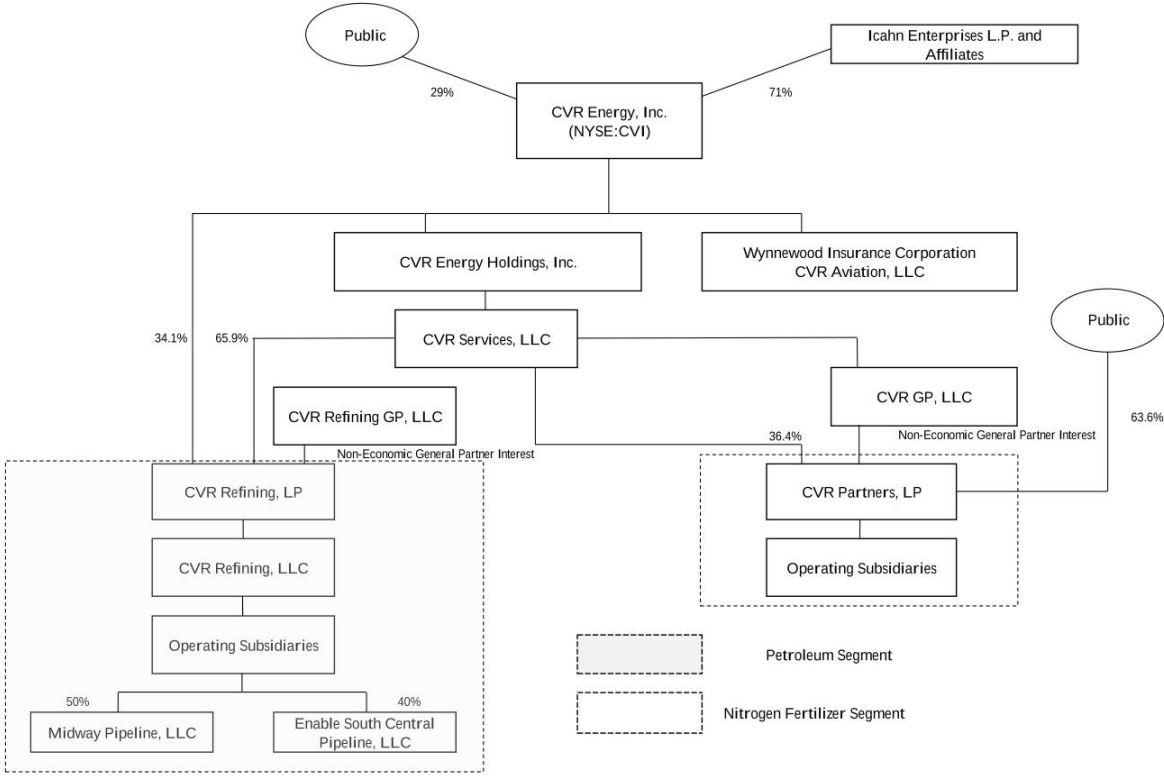 Public
Icahn Enterprises L.P. and
Affiliates
29%
71%
CVR Energy, Inc.
(NYSE:CVI)
CVR Energy Holdings, Inc.
Wynnewood Insurance Corporation
CVR Aviation, LLC
34.1%
65.9%
CVR Services, LLC
Public
CVR Refining GP, LLC
CVR GP, LLC
63.6%
36.4%
Non-Economic General Partner Interest
Non-Economic General Partner Interest
CVR Refining, LP
CVR Partners, LP
CVR Refining, LLC
Operating Subsidiaries
Operating Subsidiaries
Petroleum Segment
50%
40%
Midway Pipeline, LLC
Enable South Central
Pipeline, LLC
Nitrogen Fertilizer Segment